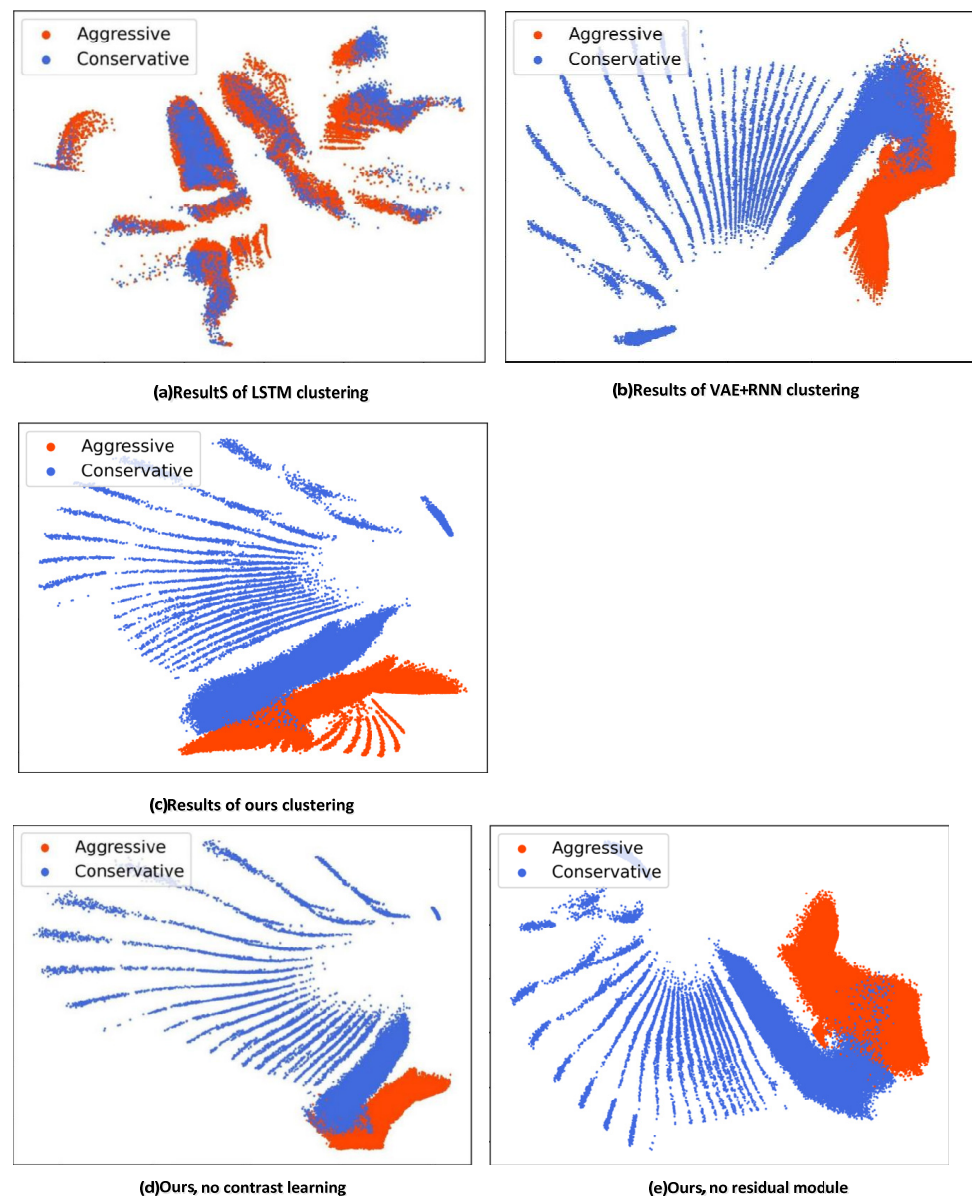 Aggressive
Conservative
Aggressive
Conservative
(a)ResultS of LSTM clustering
(b)Results of VAE+RNN clustering
Aggressive
Conservative
(c)Results of ours clustering
Aggressive
Conservative
Aggressive
Conservative
(d)Ours, no contrast learning
(e)Ours, no residual module